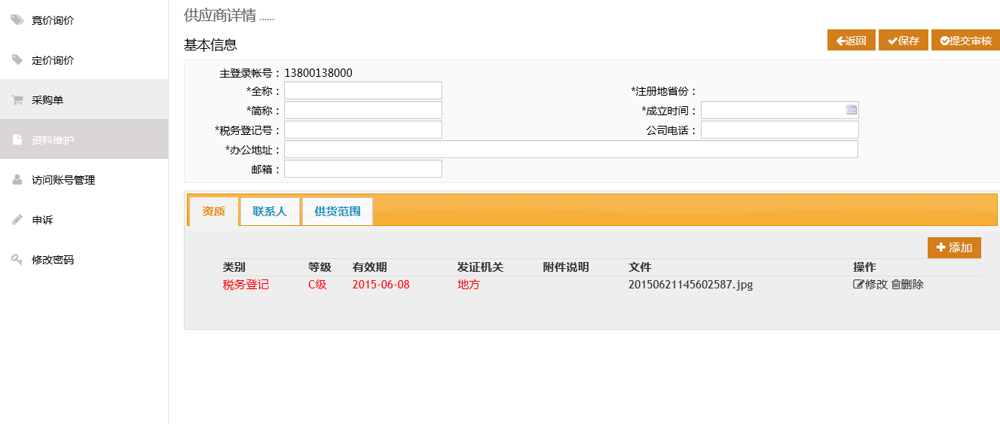 竟价询价
定价询价
采购单
资料维护
访问账号管理
申诉
修改密码
供应商详情 ......
基本信息
返回 保存 提交审核
主登录帐号： 13800138000
*全称： *注册地省份：
*简称： *成立时间：
*税务登记号： 公司电话：
*办公地址：
邮箱：
资质 联系人 供货范围
添加
类别 等级 有效期 发证机关 附件说明 文件 操作
税务登记 C级 2015-06-08 地方 20150621145602587.jpg 修改 删除